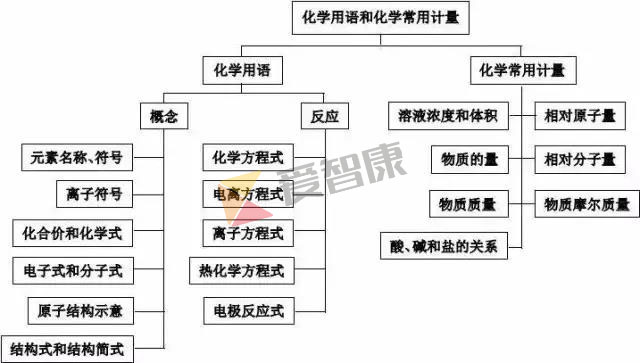 化学用语和化学常用计量
化学用语
化学常用计量
概念
反应
元素名称、符号
离子符号
化合价和化学式
电子式和分子式
原子结构示意
结构式和结构简式
化学方程式
电离方程式
离子方程式
热化学方程式
电极反应式
溶液浓度和体积
相对原子量
物质的量
相对分子量
物质质量
物质摩尔质量
酸、碱和盐的关系
爱智康